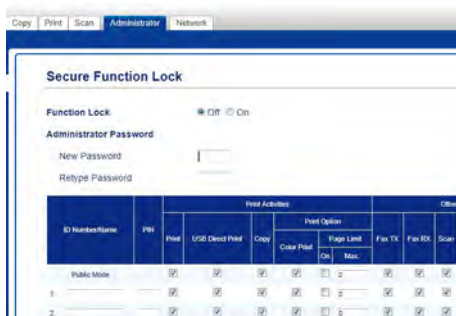 Copy Print Scan Administrator Network
Secure Function Lock
Function Lock Off On
Administrator Password
New Password
Retype Password
Print Activities Other
Print Option
ID Number/Name PIN Print USB Direct Print Copy Color Print Page Limit Fax TX Fax RX Scan
On Max.
Public Mode 0
1 0
2 0